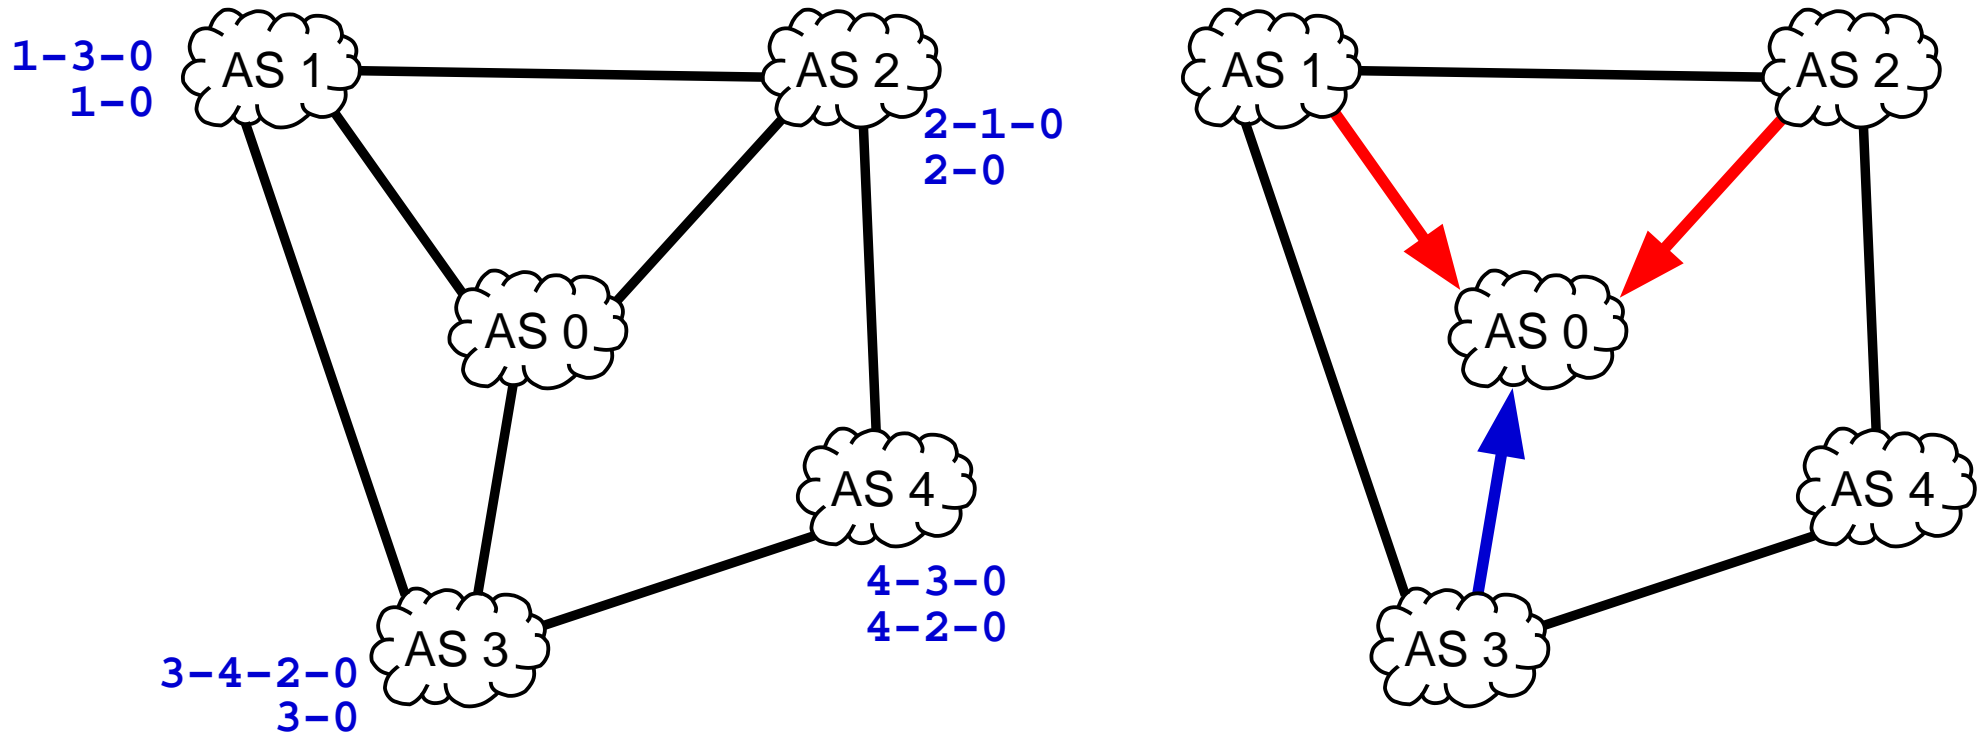 1-3-0
1-0
AS 1
AS 2
2-1-0
2-0
AS 0
AS 4
4-3-0
4-2-0
AS 3
3-4-2-0
3-0
AS 1
AS 2
AS 0
AS 4
AS 3